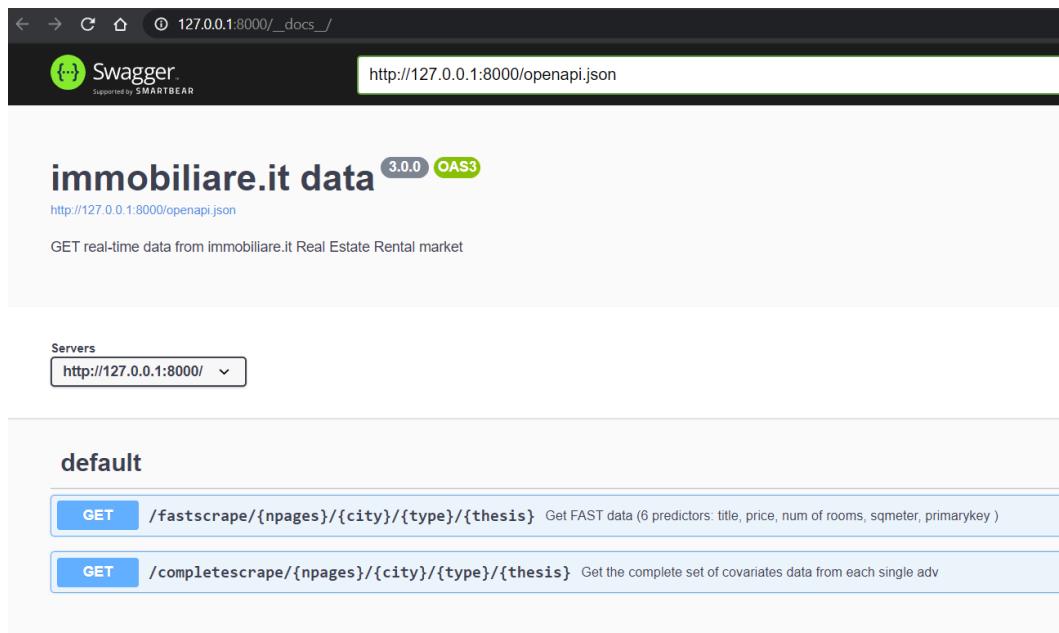 127.0.0.1:8000/__docs__/
{...} Swagger.
Supported by SMARTBEAR
http://127.0.0.1:8000/openapi.json
immobiliare.it data 3.0.0 OAS3
http://127.0.0.1:8000/openapi.json
GET real-time data from immobiliare.it Real Estate Rental market
Servers
http://127.0.0.1:8000/
default
GET /fastscrape/{npages}/{city}/{type}/{thesis} Get FAST data (6 predictors: title, price, num of rooms, sqmeter, primarykey )
GET /completescrape/{npages}/{city}/{type}/{thesis} Get the complete set of covariates data from each single adv